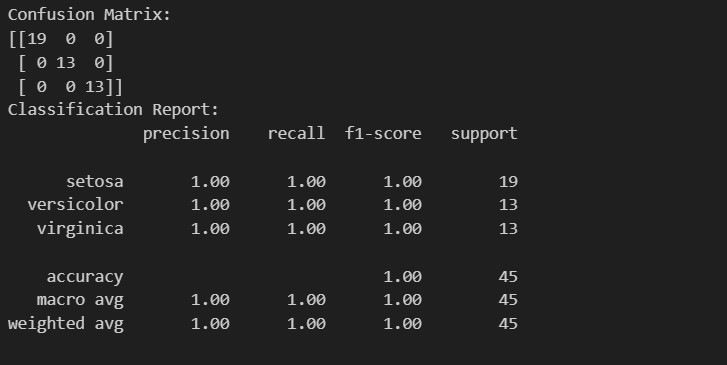 Confusion Matrix:
[[19  0  0]
 [ 0 13  0]
 [ 0  0 13]]
Classification Report:
              precision    recall  f1-score   support

      setosa       1.00      1.00      1.00        19
  versicolor       1.00      1.00      1.00        13
   virginica       1.00      1.00      1.00        13

    accuracy                           1.00        45
   macro avg       1.00      1.00      1.00        45
weighted avg       1.00      1.00      1.00        45